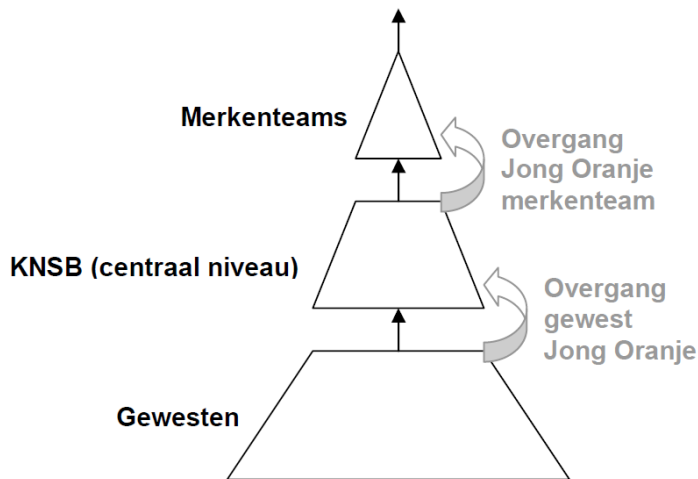 Merkenteams
Overgang
Jong Oranje
merkenteam
KNSB (centraal niveau)
Overgang
gewest
Jong Oranje
Gewesten